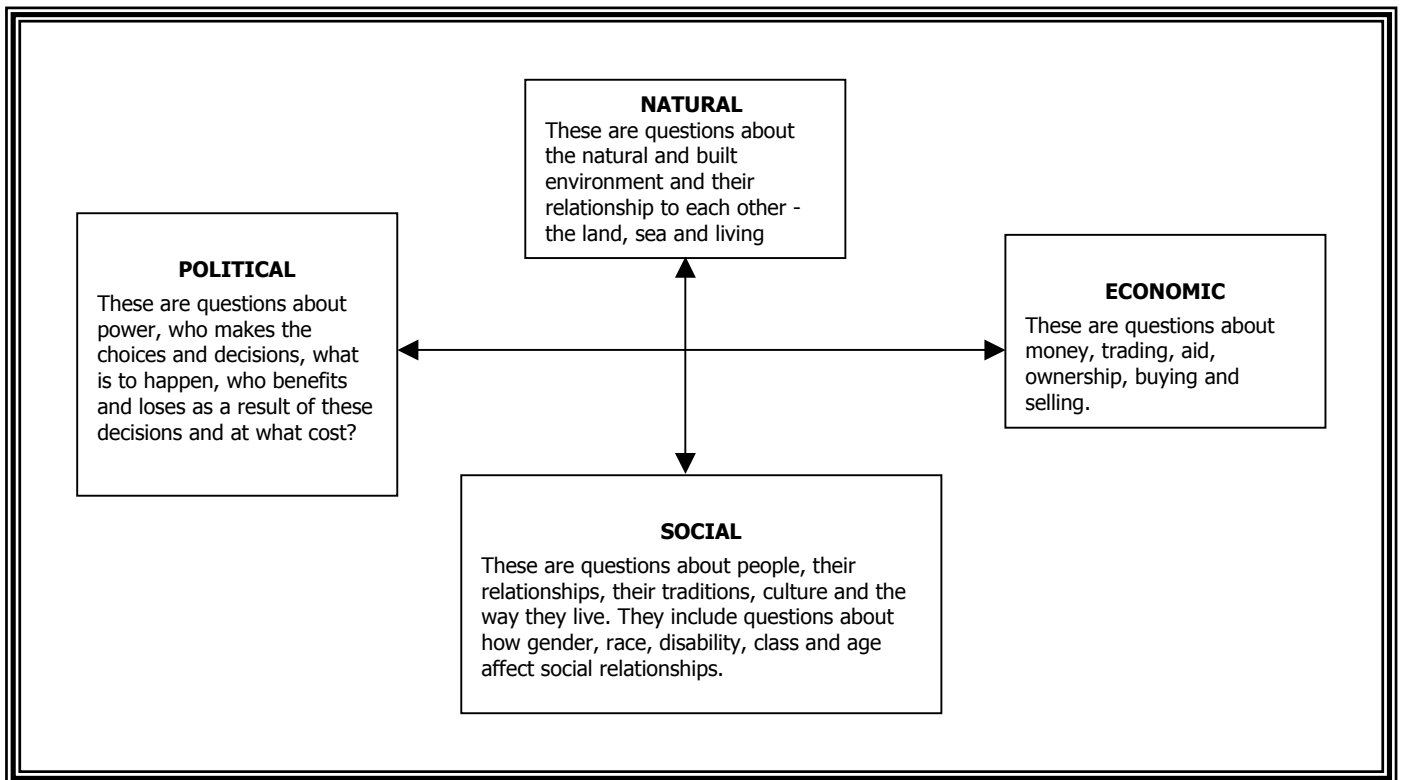 NATURAL
These are questions about
the natural and built
environment and their
relationship to each other -
the land, sea and living
POLITICAL
These are questions about
power, who makes the
choices and decisions, what
is to happen, who benefits
and loses as a result of these
decisions and at what cost?
ECONOMIC
These are questions about
money, trading, aid,
ownership, buying and
selling.
SOCIAL
These are questions about people, their
relationships, their traditions, culture and the
way they live. They include questions about
how gender, race, disability, class and age
affect social relationships.